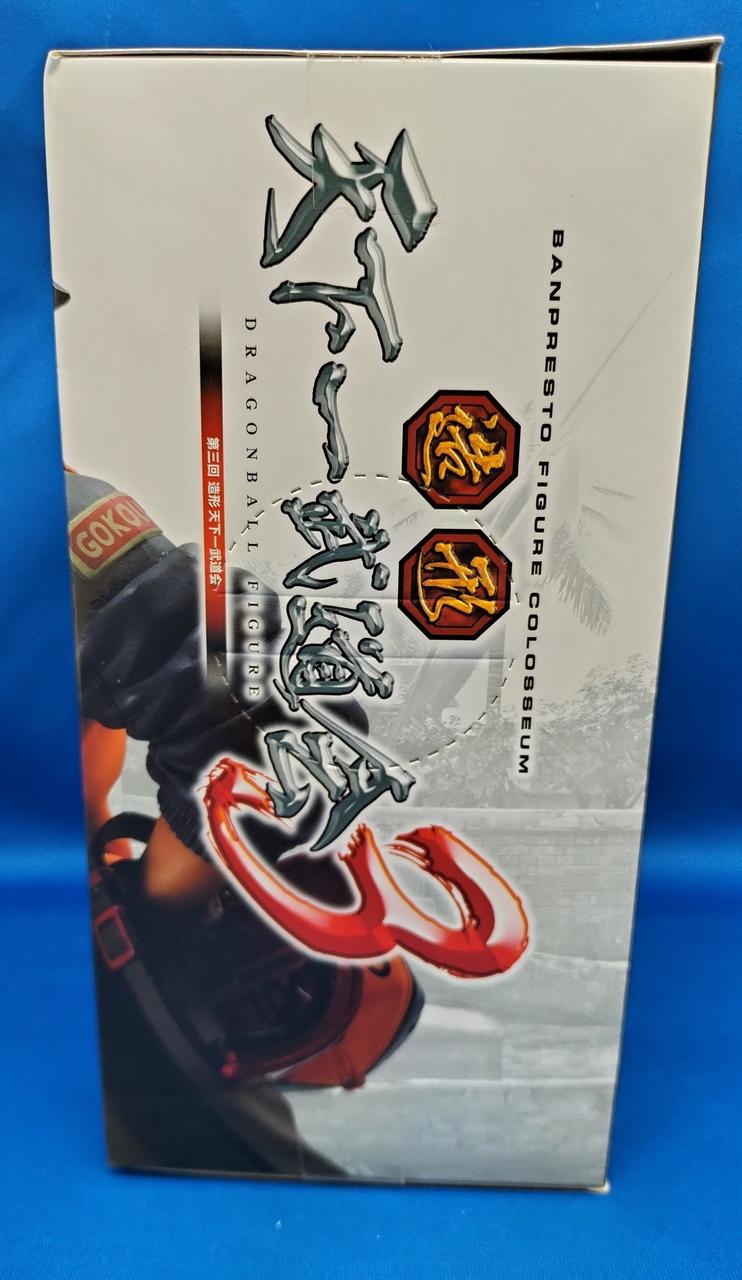 BANPRESTO FIGURE COLOSSEUM
造形
天下一武道会
3
DRAGONBALL FIGURE
第三回 造形 天下一武道会
GOKOU